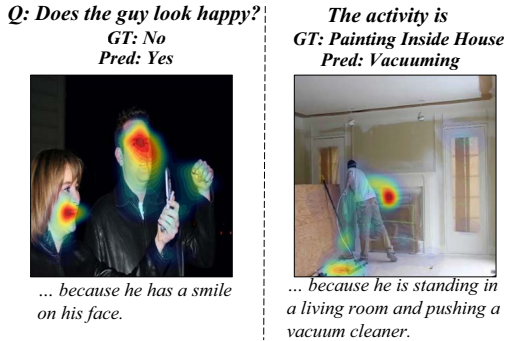 Q: Does the guy look happy?
GT: No
Pred: Yes
... because he has a smile
on his face.
The activity is
GT: Painting Inside House
Pred: Vacuuming
... because he is standing in
a living room and pushing a
vacuum cleaner.